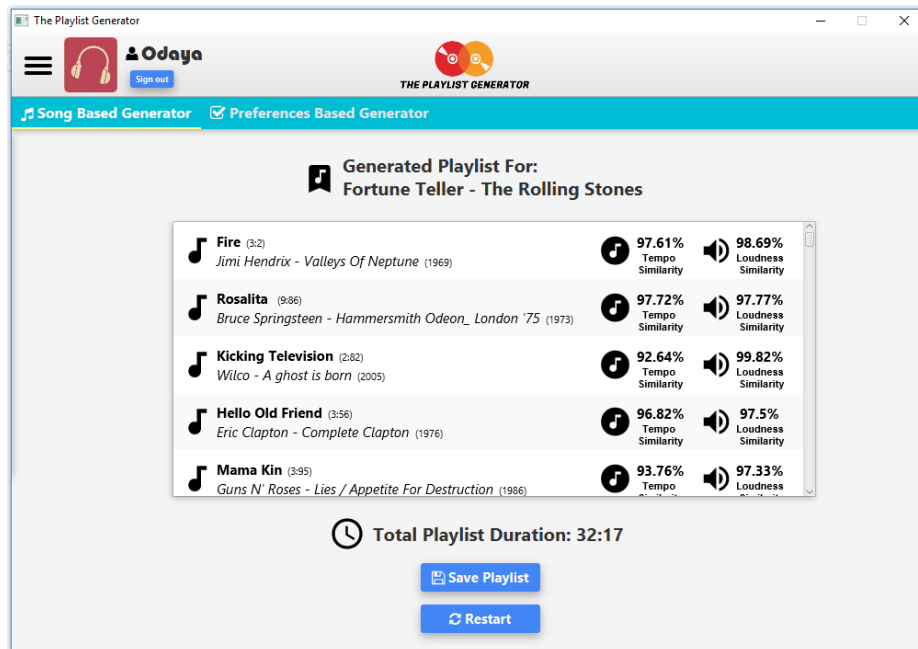 The Playlist Generator
Odaya
Sign out
THE PLAYLIST GENERATOR
Song Based Generator
Preferences Based Generator
Generated Playlist For:
Fortune Teller - The Rolling Stones
Fire (3:2)
Jimi Hendrix - Valleys Of Neptune (1969)
97.61%
Tempo
Similarity
98.69%
Loudness
Similarity
Rosalita (9:86)
Bruce Springsteen - Hammersmith Odeon_ London '75 (1973)
97.72%
Tempo
Similarity
97.77%
Loudness
Similarity
Kicking Television (2:82)
Wilco - A ghost is born (2005)
92.64%
Tempo
Similarity
99.82%
Loudness
Similarity
Hello Old Friend (3:56)
Eric Clapton - Complete Clapton (1976)
96.82%
Tempo
Similarity
97.5%
Loudness
Similarity
Mama Kin (3:95)
Guns N' Roses - Lies / Appetite For Destruction (1986)
93.76%
Tempo
97.33%
Loudness
Total Playlist Duration: 32:17
Save Playlist
Restart